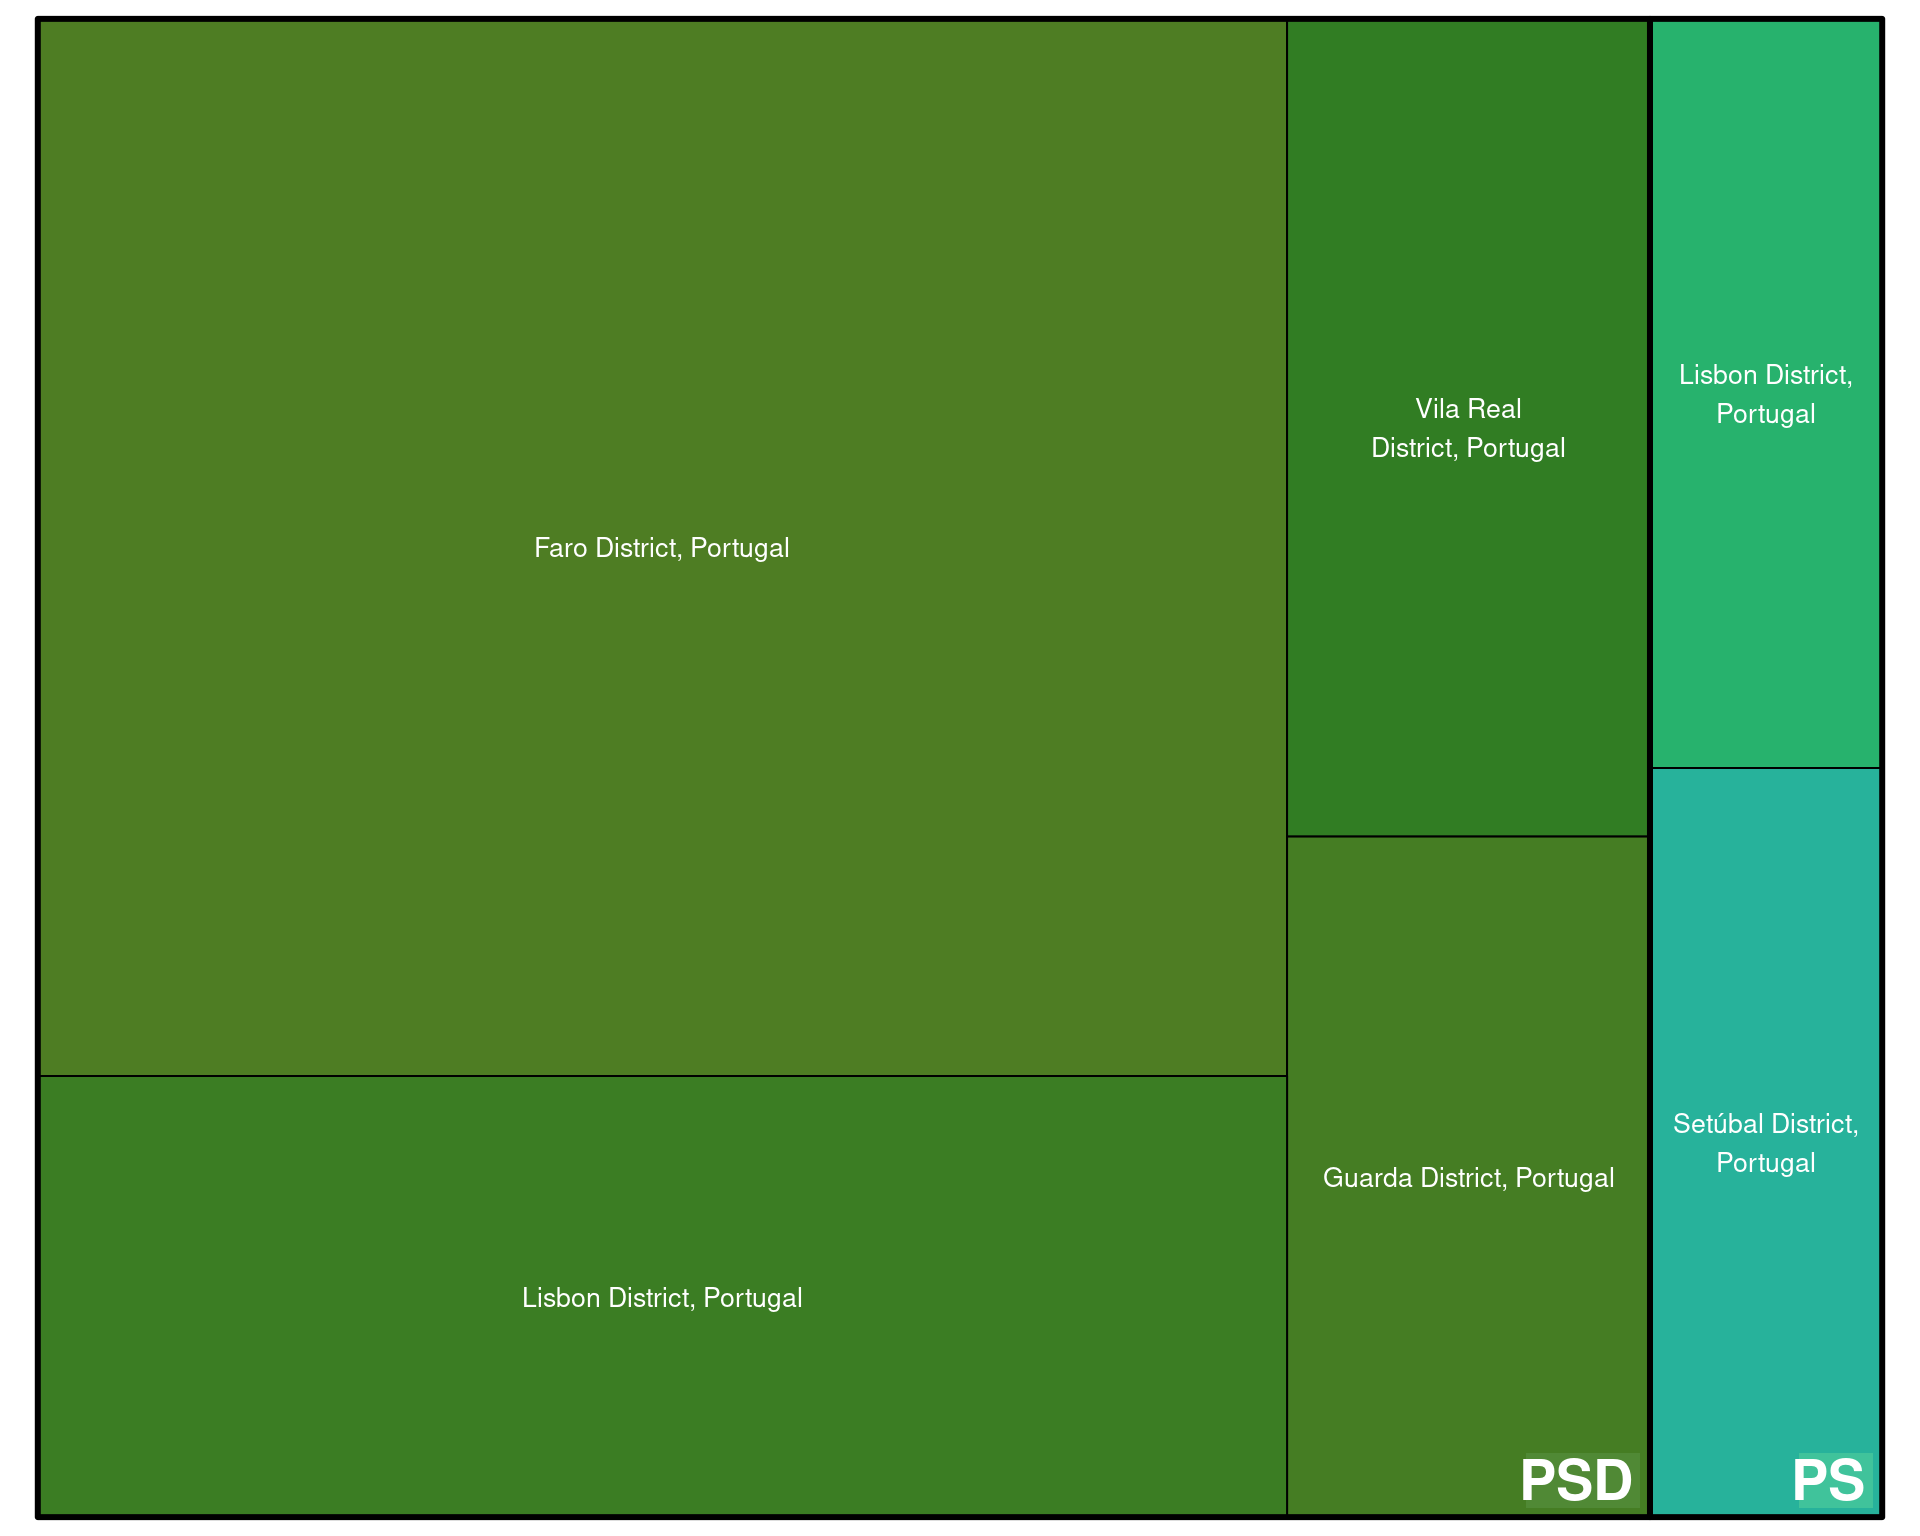 Faro District, Portugal
Lisbon District, Portugal
Vila Real
District, Portugal
Guarda District, Portugal
PSD
Lisbon District,
Portugal
Setúbal District,
Portugal
PS